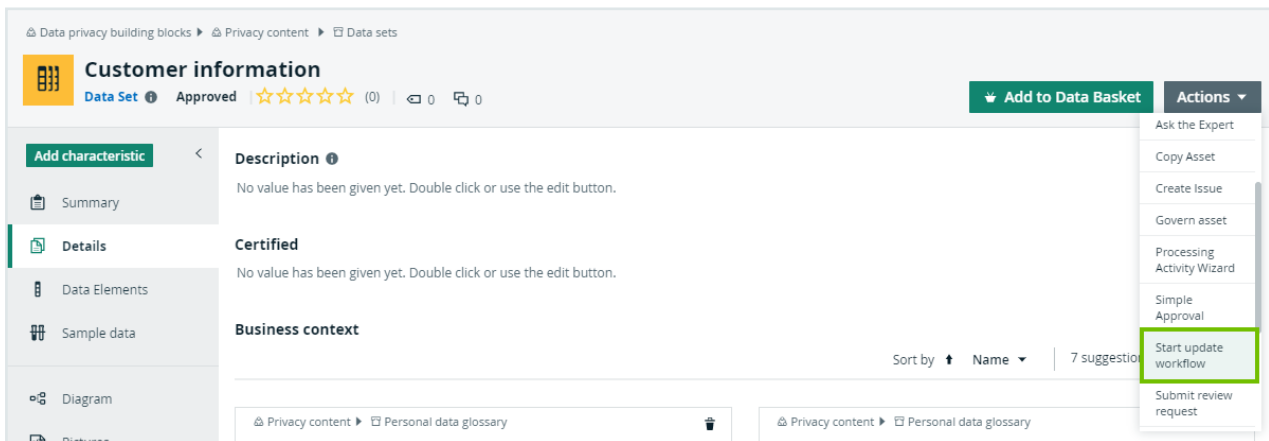 Data privacy building blocks Privacy content Data sets
Customer information
Data Set Approved (0) 0 0
Add to Data Basket
Actions
Ask the Expert
Copy Asset
Create Issue
Govern asset
Processing
Activity Wizard
Simple
Approval
Start update
workflow
Submit review
request
Add characteristic
Summary
Details
Data Elements
Sample data
Diagram
Pictures
Description
No value has been given yet. Double click or use the edit button.
Certified
No value has been given yet. Double click or use the edit button.
Business context
Sort by Name 7 suggestion
Privacy content Personal data glossary
Privacy content Personal data glossary